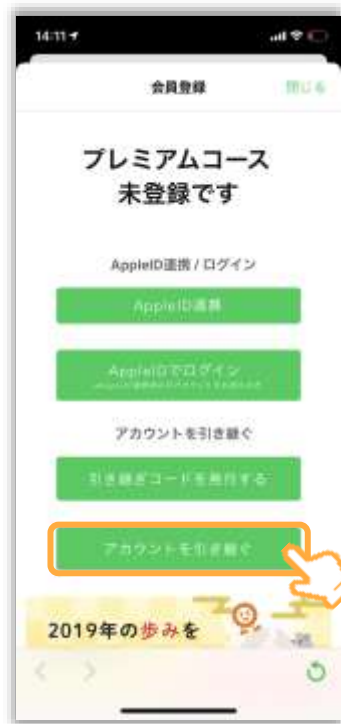 14:11
会員登録
閉じる
プレミアムコース
未登録です
AppleID連携 / ログイン
AppleID連携
AppleIDでログイン
アカウントを引き継ぐ
引き継ぎコードを発行する
アカウントを引き継ぐ
2019年の歩みを